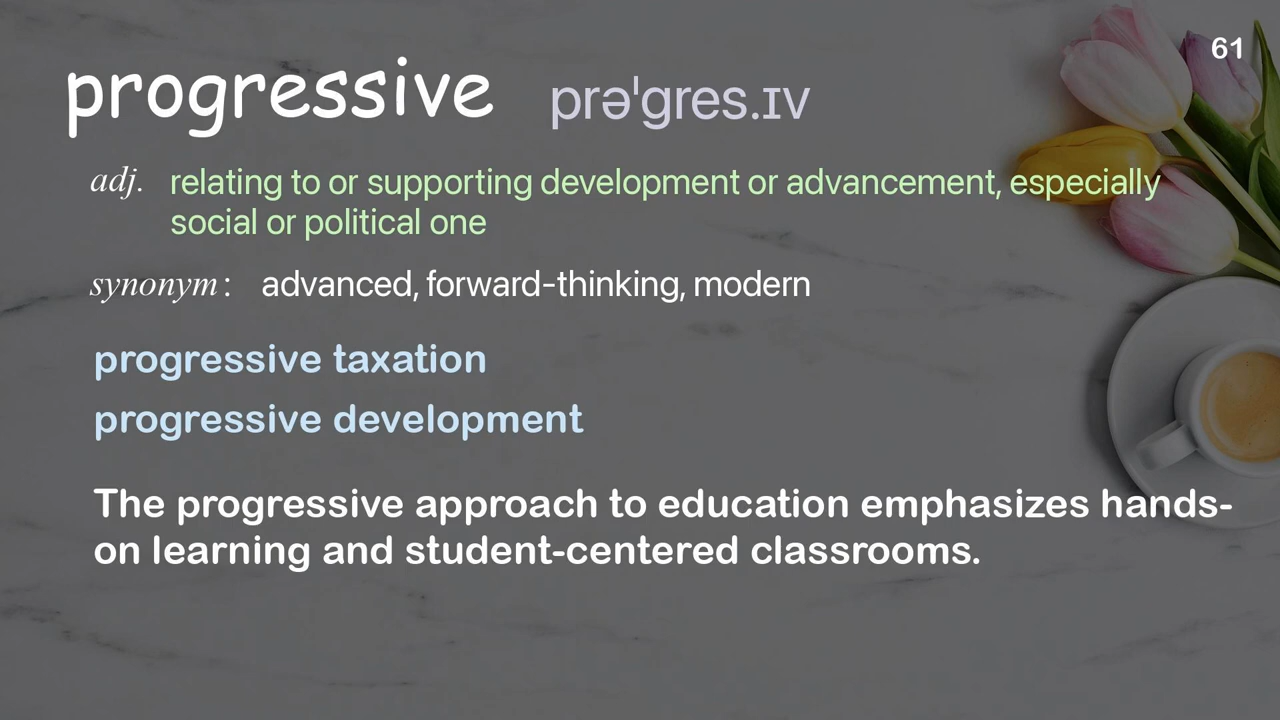 61
progressive prəˈgres.ɪv
adj. relating to or supporting development or advancement, especially
social or political one
synonym : advanced, forward-thinking, modern
progressive taxation
progressive development
The progressive approach to education emphasizes hands-
on learning and student-centered classrooms.